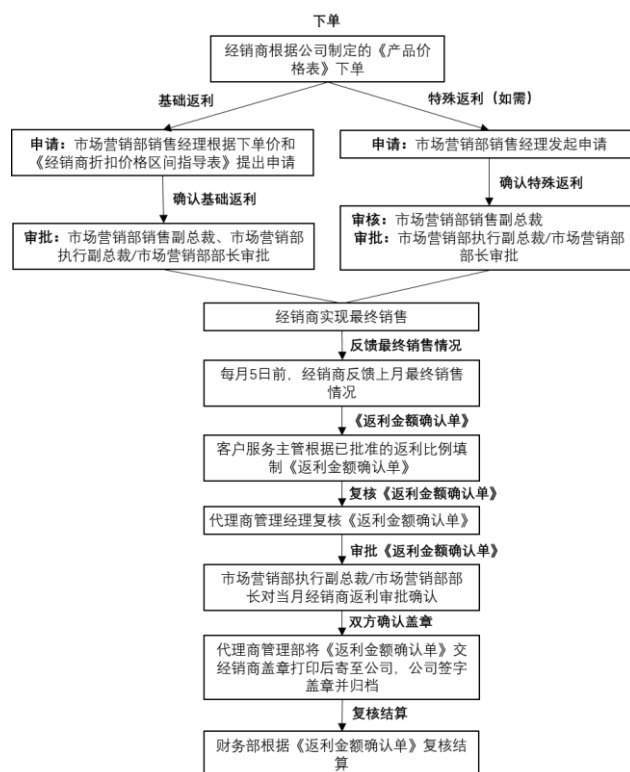 下单
经销商根据公司制定的《产品价
格表》下单
基础返利
特殊返利（如需）
申请：市场营销部销售经理根据下单价和
《经销商折扣价格区间指导表》提出申请
申请：市场营销部销售经理发起申请
确认基础返利
确认特殊返利
审批：市场营销部销售副总裁、市场营销部
执行副总裁/市场营销部部长审批
审核：市场营销部销售副总裁
审批：市场营销部执行副总裁/市场营销部
部长审批
经销商实现最终销售
反馈最终销售情况
每月5日前，经销商反馈上月最终销售
情况
《返利金额确认单》
客户服务主管根据已批准的返利比例填
制《返利金额确认单》
复核《返利金额确认单》
代理商管理经理复核《返利金额确认单》
审批《返利金额确认单》
市场营销部执行副总裁/市场营销部部
长对当月经销商返利审批确认
双方确认盖章
代理商管理部将《返利金额确认单》交
经销商盖章打印后寄至公司，公司签字
盖章并归档
复核结算
财务部根据《返利金额确认单》复核结
算